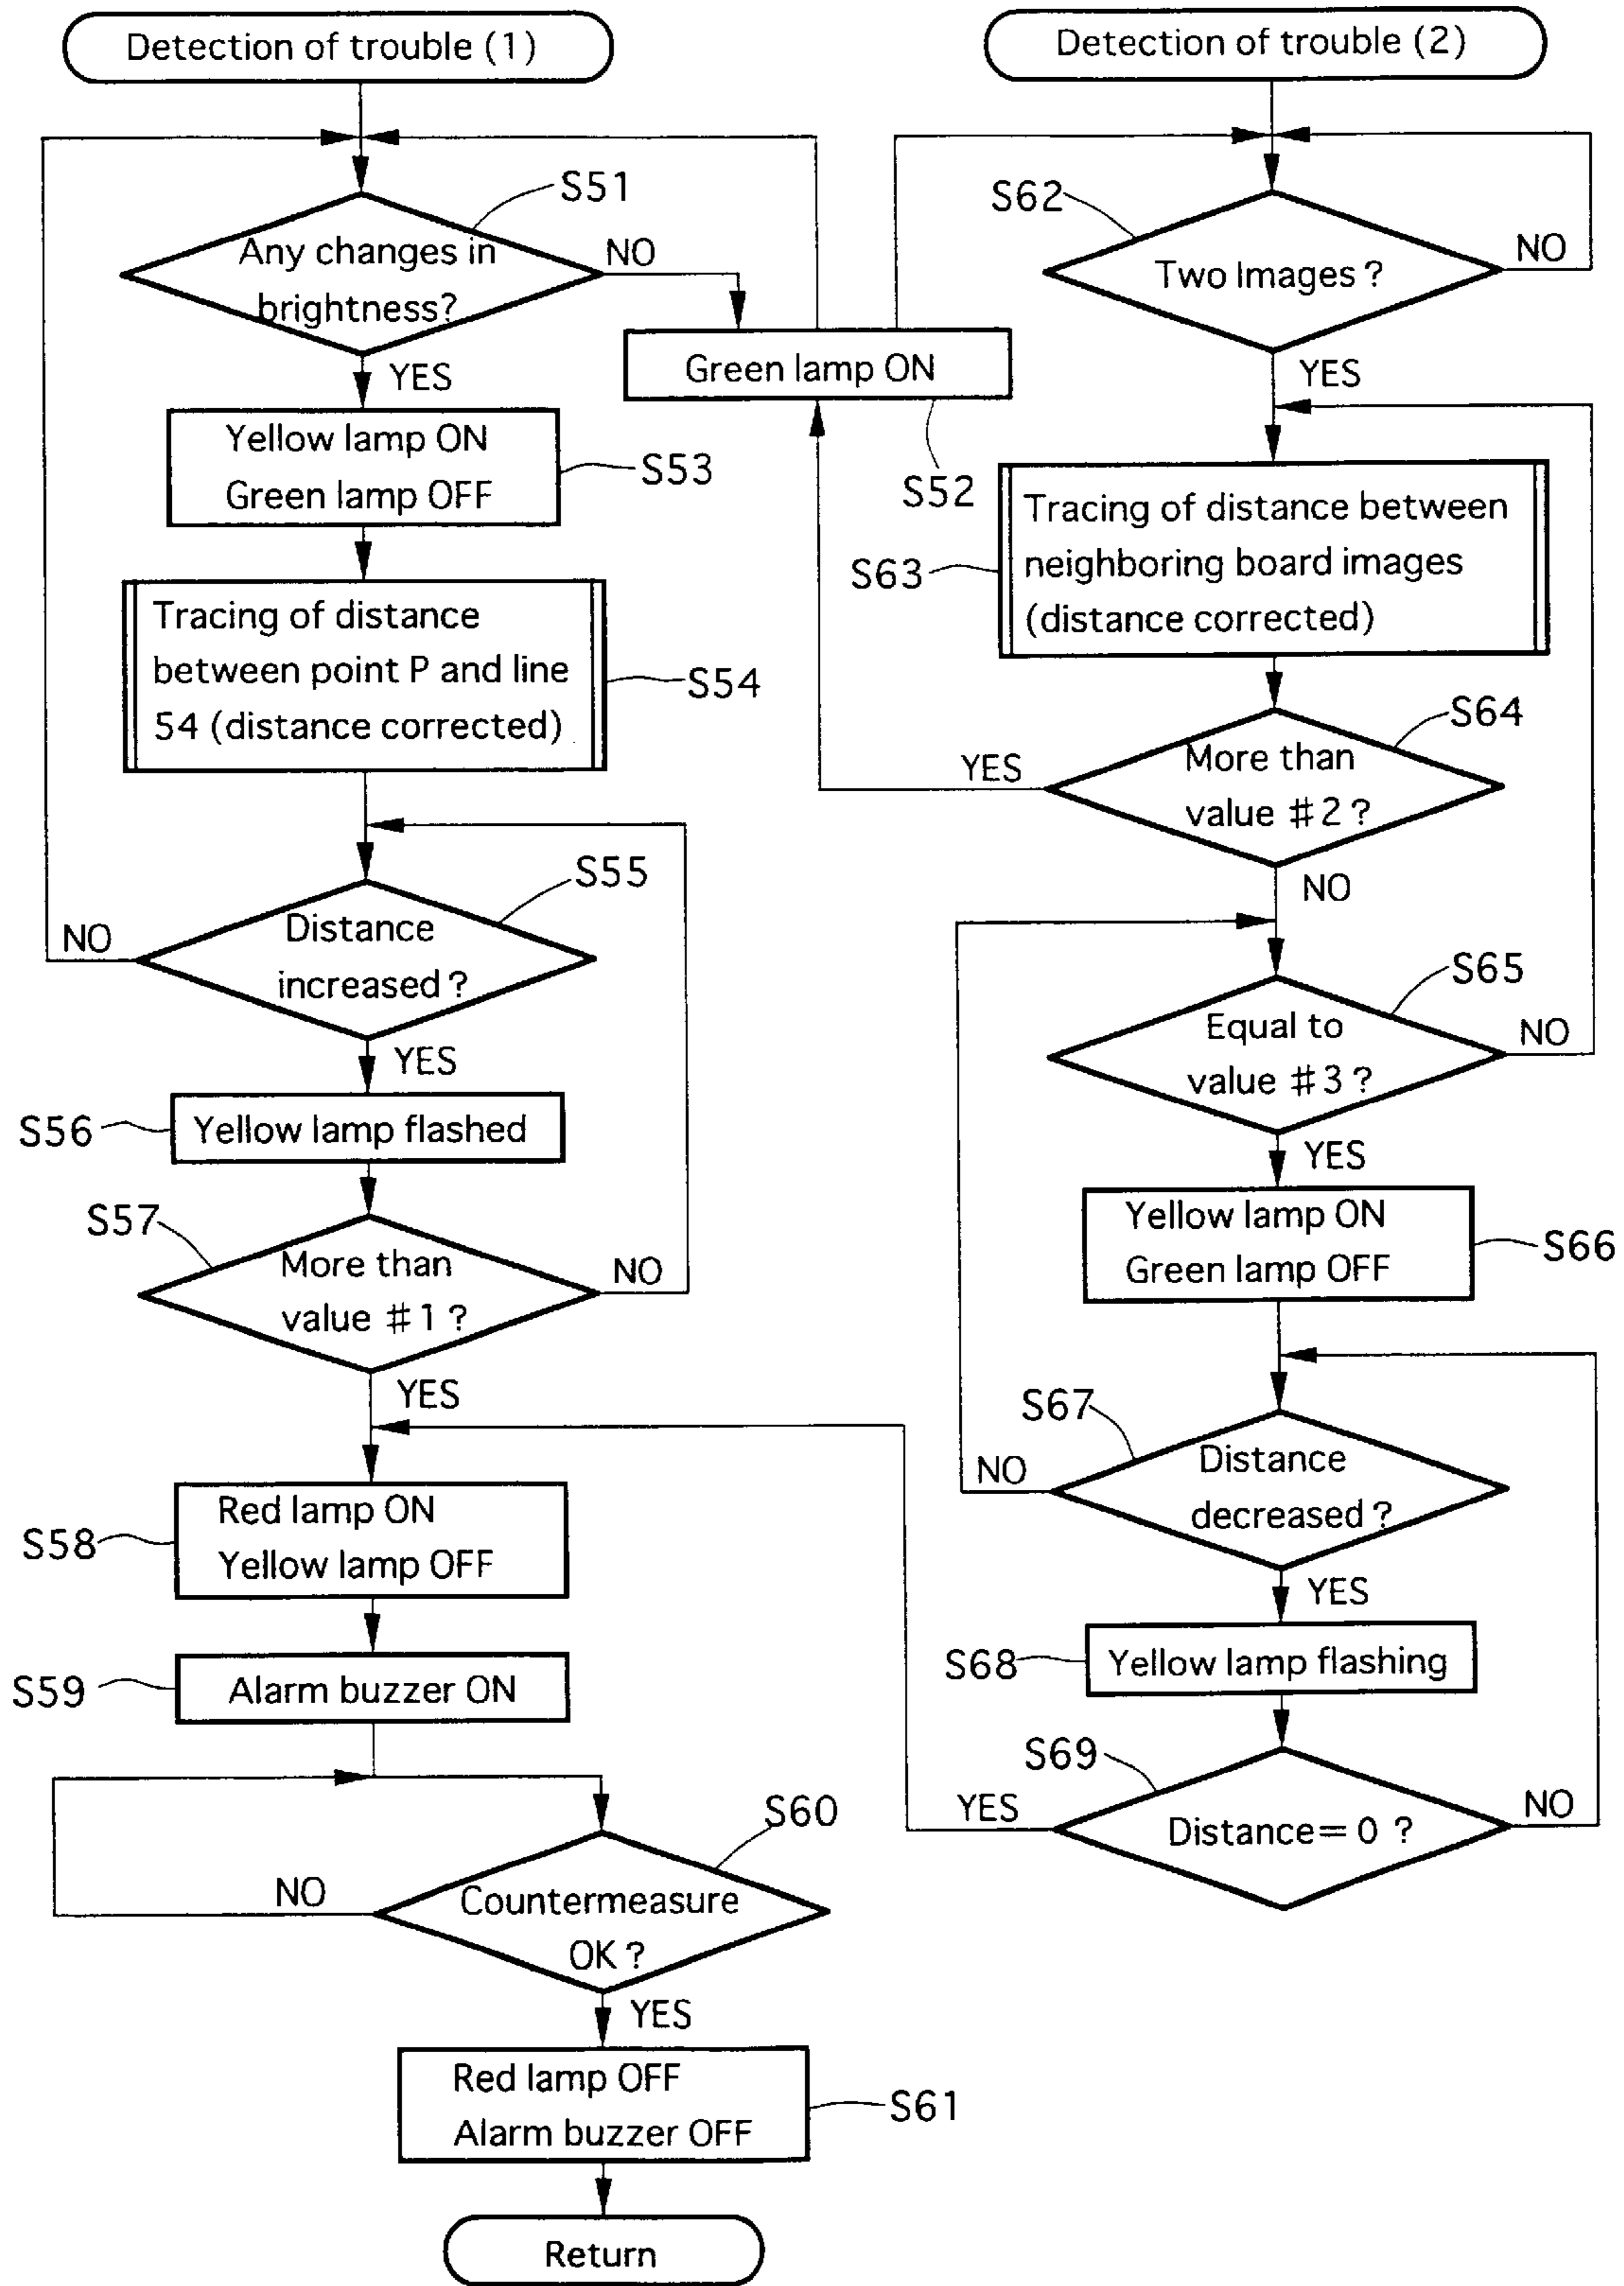 Detection of trouble (1)
S51
Any changes in
brightness?
NO
YES
Green lamp ON
S52
Yellow lamp ON
Green lamp OFF
S53
Tracing of distance
between point P and line
54 (distance corrected)
S54
S55
Distance
increased ?
NO
YES
S56
Yellow lamp flashed
S57
More than
value #1 ?
NO
YES
S58
Red lamp ON
Yellow lamp OFF
S59
Alarm buzzer ON
S60
Countermeasure
OK ?
NO
YES
Red lamp OFF
Alarm buzzer OFF
S61
Return
Detection of trouble (2)
S62
Two Images ?
NO
YES
S63
Tracing of distance between
neighboring board images
(distance corrected)
S64
More than
value #2 ?
YES
NO
S65
Equal to
value #3 ?
NO
YES
Yellow lamp ON
Green lamp OFF
S66
S67
Distance
decreased ?
NO
YES
S68
Yellow lamp flashing
S69
Distance= 0 ?
YES
NO